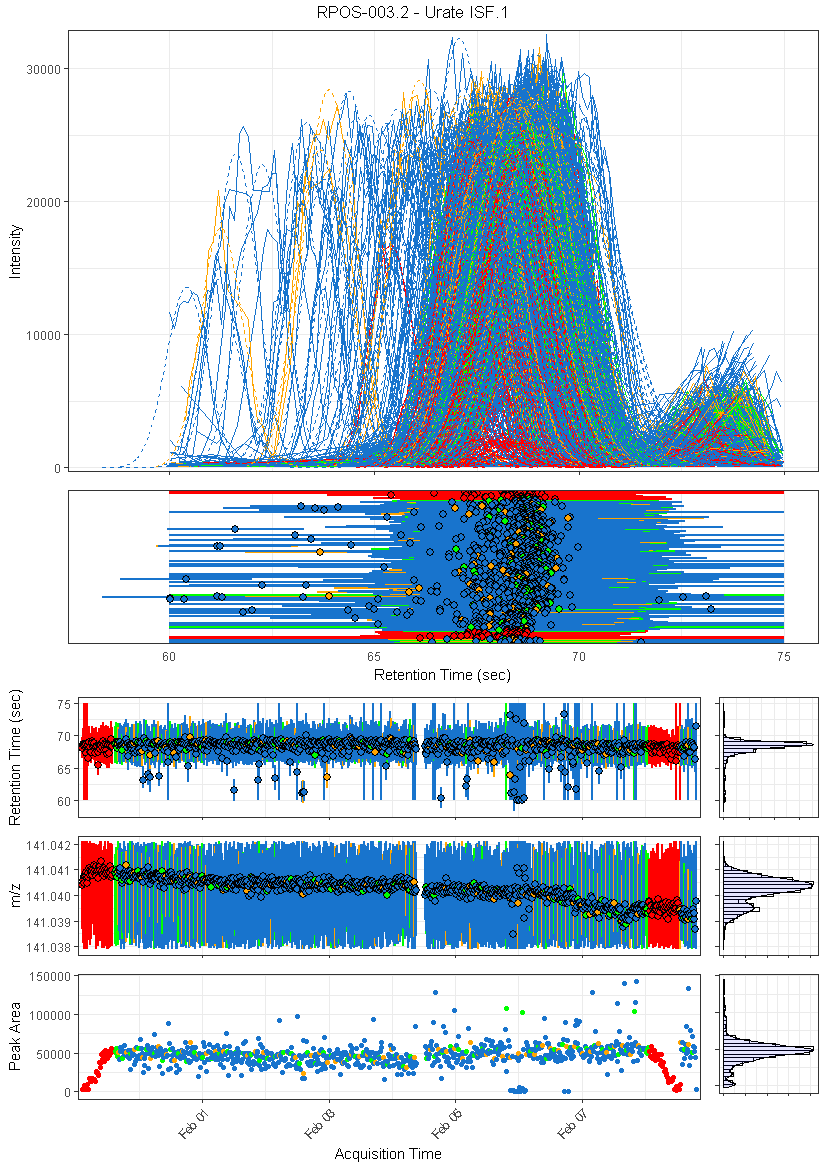 RPOS-003.2 - Urate ISF.1
30000
20000
10000
0
Intensity
60
65
70
75
Retention Time (sec)
75
70
65
60
Retention Time (sec)
141.042
141.041
141.040
141.039
141.038
m/z
150000
100000
50000
0
Peak Area
Feb 01
Feb 03
Feb 05
Feb 07
Acquisition Time